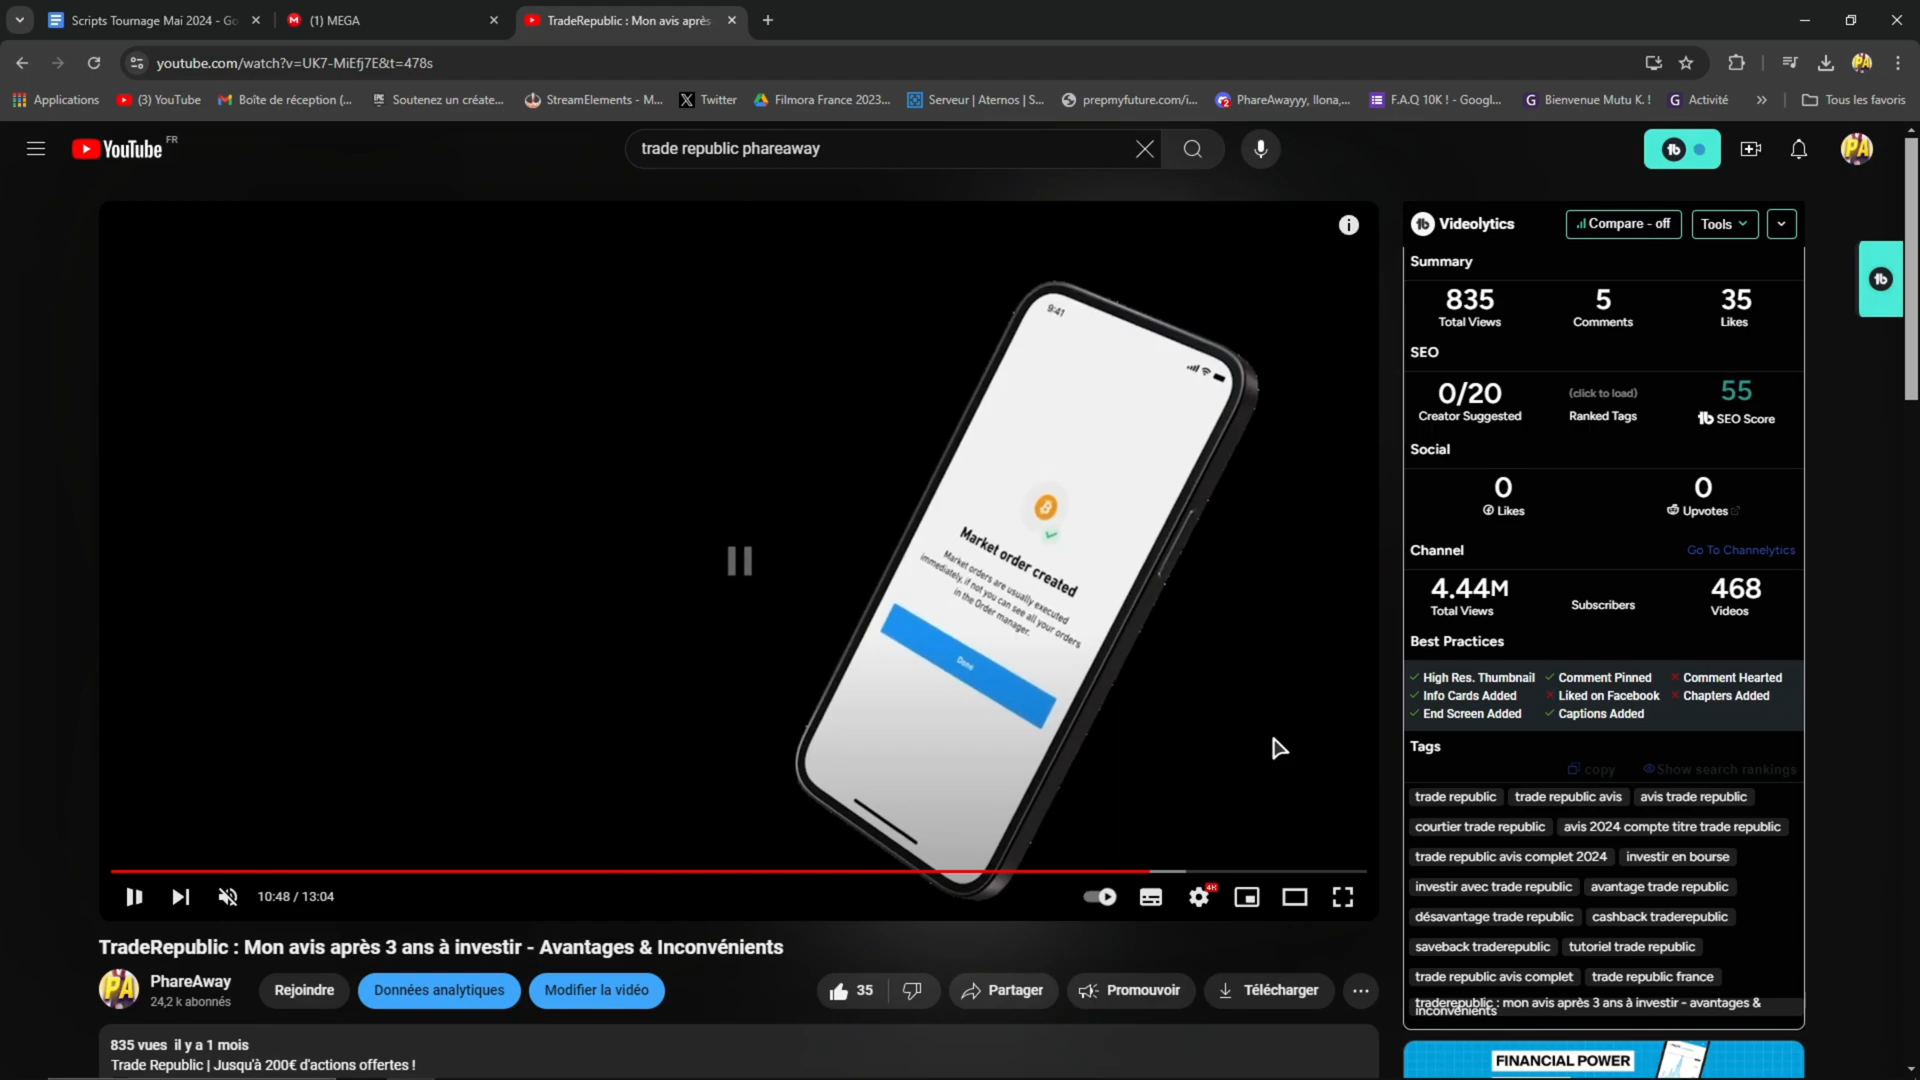 Scripts Tournage Mai 2024 - Go
(1) MEGA
TradeRepublic : Mon avis après
youtube.com/watch?v=UK7-MiEfj7E&t=478s
Applications
(3) YouTube
Boîte de réception (...
Soutenez un créate...
StreamElements - M...
Twitter
Filmora France 2023...
Serveur | Aternos | S...
prepmyfuture.com/i...
PhareAwayyy, Ilona,...
F.A.Q 10K ! - Googl...
Bienvenue Mutu K. !
Activité
Tous les favoris
YouTube FR
trade republic phareaway
9:41
Market order created
Market orders are usually executed
immediately, if not you can see all your orders
in the Order manager.
Done
10:48 / 13:04
4K
TradeRepublic : Mon avis après 3 ans à investir - Avantages & Inconvénients
PhareAway
24,2 k abonnés
Rejoindre
Données analytiques
Modifier la vidéo
35
Partager
Promouvoir
Télécharger
835 vues il y a 1 mois
Trade Republic | Jusqu'à 200€ d'actions offertes !
Videolytics
Compare - off
Tools
Summary
835 5 35
Total Views Comments Likes
SEO
0/20 (click to load) 55
Creator Suggested Ranked Tags SEO Score
Social
0 0
Likes Upvotes
Channel Go To Channelytics
4.44M 468
Total Views Subscribers Videos
Best Practices
High Res. Thumbnail Comment Pinned Comment Hearted
Info Cards Added Liked on Facebook Chapters Added
End Screen Added Captions Added
Tags
copy Show search rankings
trade republic trade republic avis avis trade republic
courtier trade republic avis 2024 compte titre trade republic
trade republic avis complet 2024 investir en bourse
investir avec trade republic avantage trade republic
désavantage trade republic cashback traderepublic
saveback traderepublic tutoriel trade republic
trade republic avis complet trade republic france
traderepublic : mon avis après 3 ans à investir - avantages &
inconvénients
FINANCIAL POWER